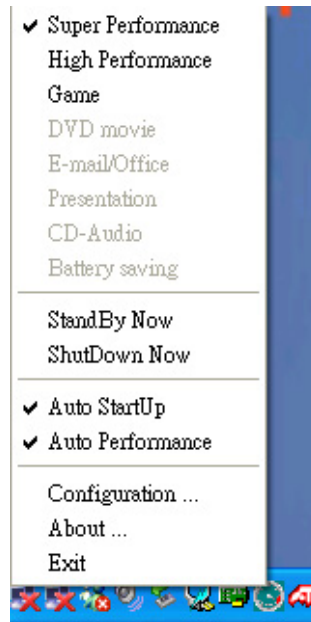 Super Performance
High Performance
Game
DVD movie
E-mail/Office
Presentation
CD-Audio
Battery saving
StandBy Now
ShutDown Now
Auto StartUp
Auto Performance
Configuration ...
About ...
Exit